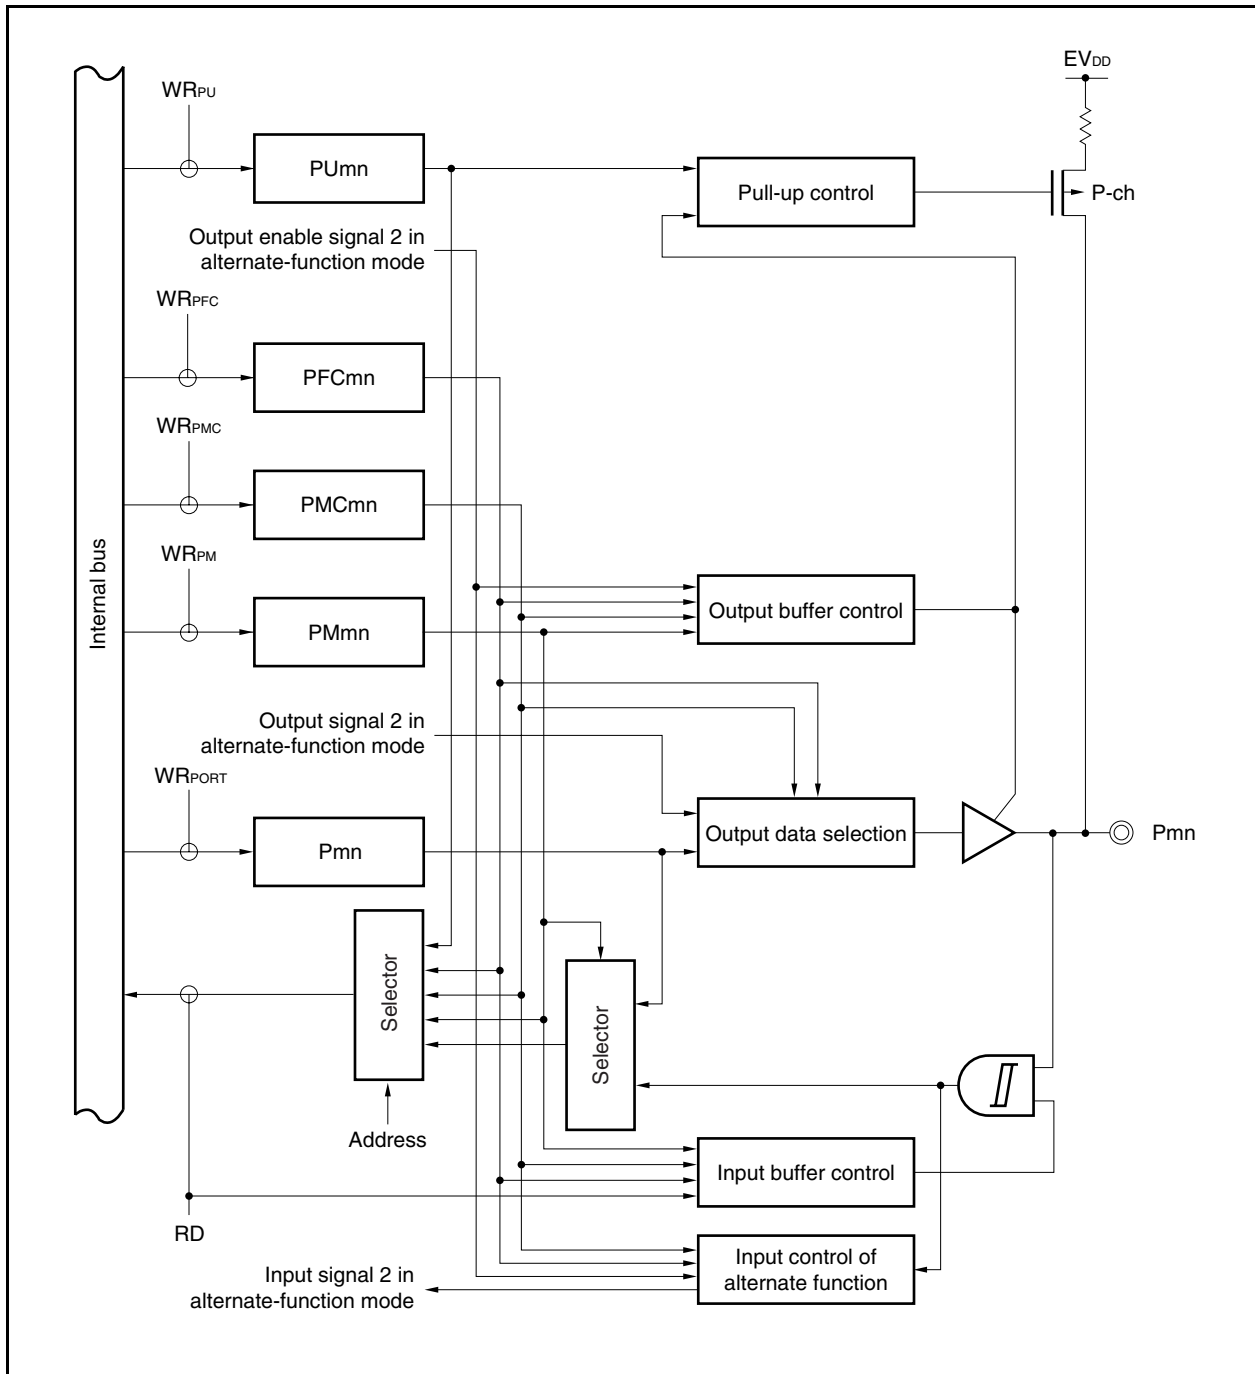 EVDD
WRPU
PUmn
Pull-up control
P-ch
Output enable signal 2 in
alternate-function mode
WRPFC
PFCmn
WRPMC
PMCmn
WRPM
PMmn
Output buffer control
Internal bus
Output signal 2 in
alternate-function mode
WRPORT
Pmn
Output data selection
Pmn
Selector
Selector
Address
Input buffer control
RD
Input control of
alternate function
Input signal 2 in
alternate-function mode